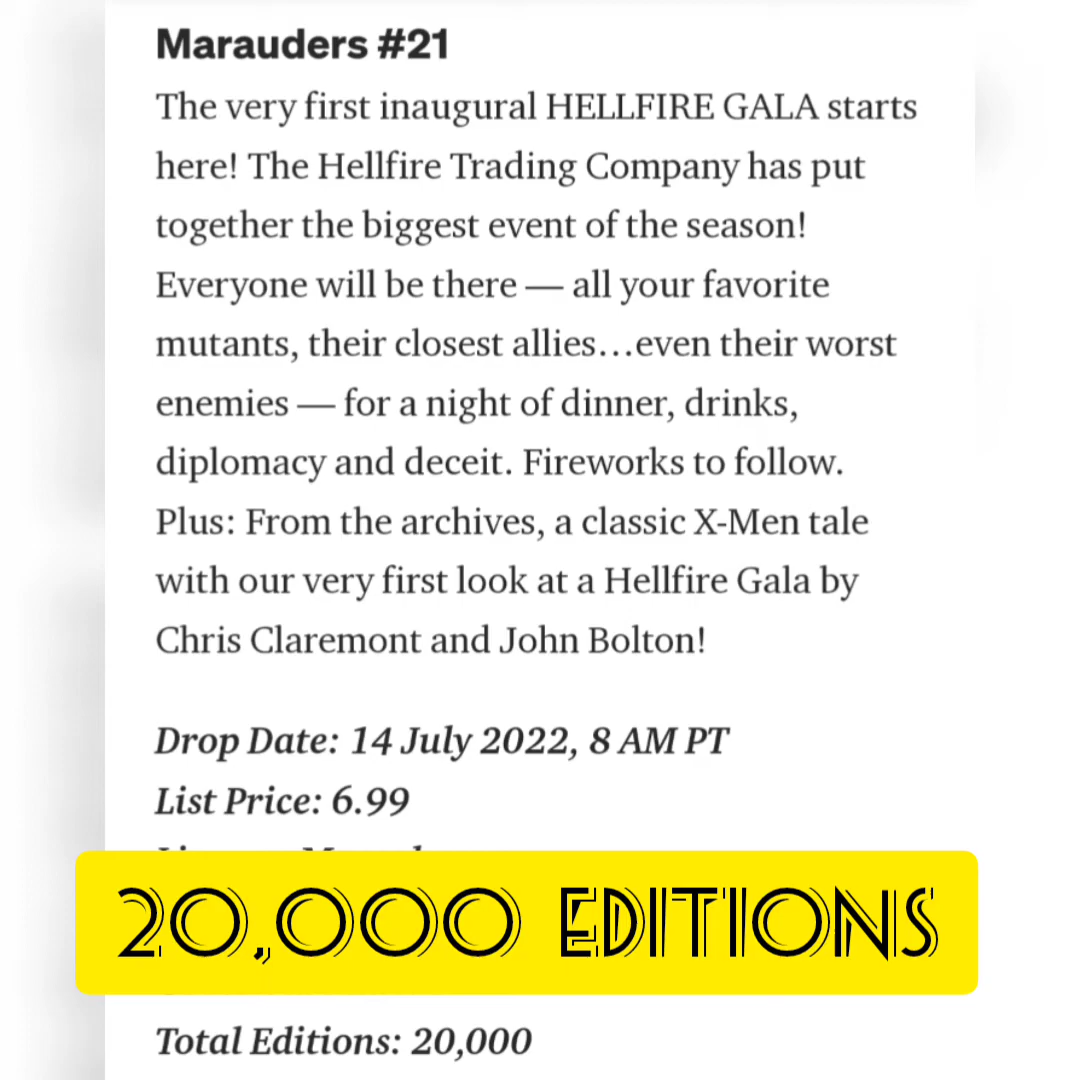 Marauders #21
The very first inaugural HELLFIRE GALA starts
here! The Hellfire Trading Company has put
together the biggest event of the season!
Everyone will be there — all your favorite
mutants, their closest allies…even their worst
enemies — for a night of dinner, drinks,
diplomacy and deceit. Fireworks to follow.
Plus: From the archives, a classic X-Men tale
with our very first look at a Hellfire Gala by
Chris Claremont and John Bolton!
Drop Date: 14 July 2022, 8 AM PT
List Price: 6.99
20,000 EDITIONS
Total Editions: 20,000